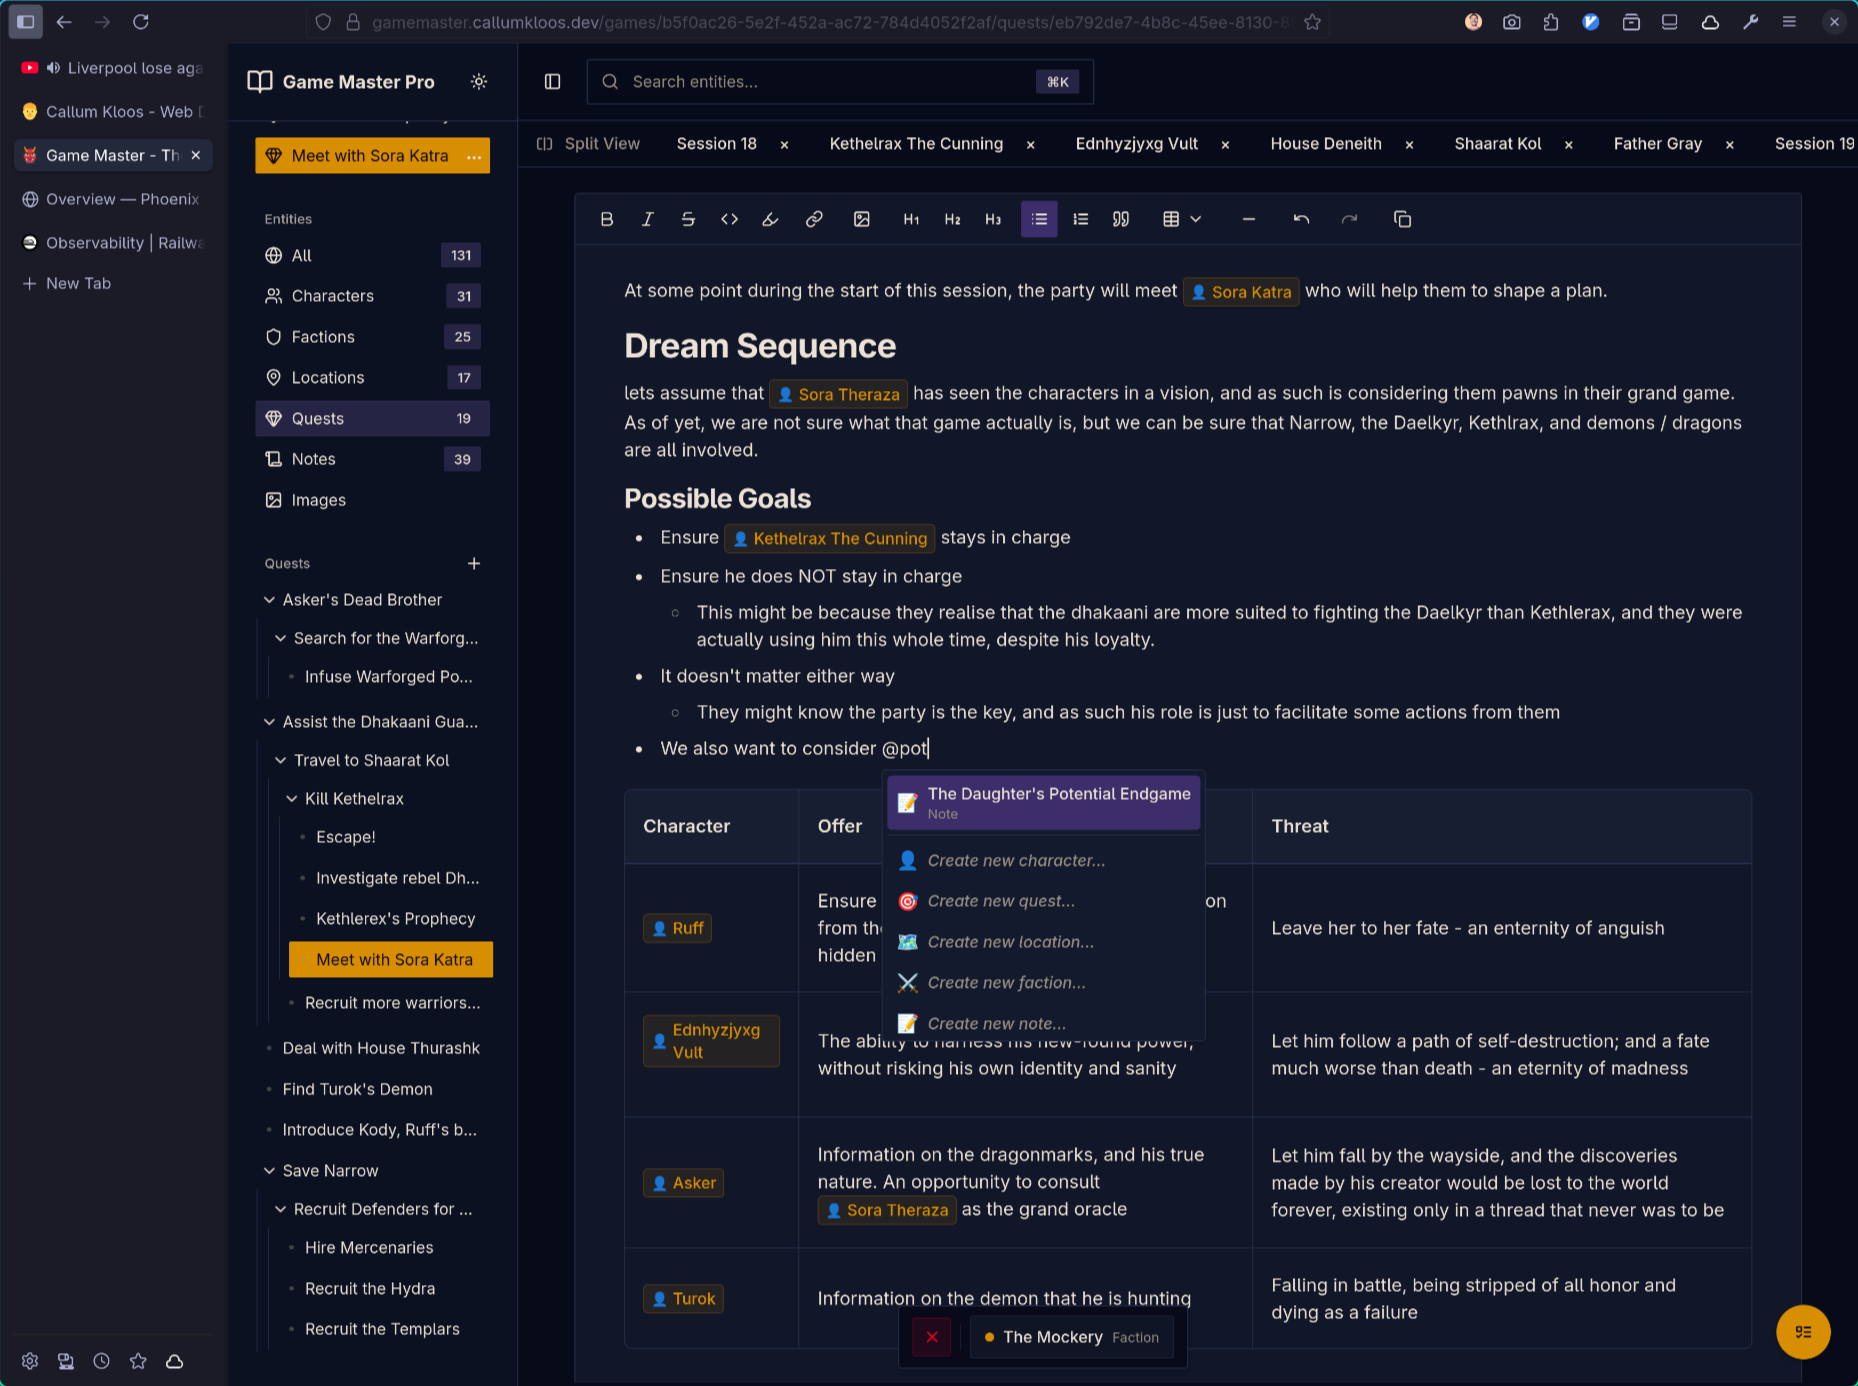 gamemaster.callumkloos.dev/games/b5f0ac26-5e2f-452a-ac72-784d4052f2af/quests/eb792de7-4b8c-45ee-8130-8
Liverpool lose aga
Callum Kloos - Web D
Game Master - Th
Overview — Phoenix
Observability | Railwa
New Tab
Game Master Pro
Meet with Sora Katra ...
Entities
All 131
Characters 31
Factions 25
Locations 17
Quests 19
Notes 39
Images
Quests
Asker's Dead Brother
Search for the Warforg...
Infuse Warforged Po...
Assist the Dhakaani Gua...
Travel to Shaarat Kol
Kill Kethelrax
Escape!
Investigate rebel Dh...
Kethlerex's Prophecy
Meet with Sora Katra
Recruit more warriors...
Deal with House Thurashk
Find Turok's Demon
Introduce Kody, Ruff's b...
Save Narrow
Recruit Defenders for ...
Hire Mercenaries
Recruit the Hydra
Recruit the Templars
Search entities... ⌘K
Split View Session 18 × Kethelrax The Cunning × Ednhyzjyxg Vult × House Deneith × Shaarat Kol × Father Gray × Session 19
B I S <> H1 H2 H3
At some point during the start of this session, the party will meet Sora Katra who will help them to shape a plan.
Dream Sequence
lets assume that Sora Theraza has seen the characters in a vision, and as such is considering them pawns in their grand game.
As of yet, we are not sure what that game actually is, but we can be sure that Narrow, the Daelkyr, Kethlrax, and demons / dragons
are all involved.
Possible Goals
• Ensure Kethelrax The Cunning stays in charge
• Ensure he does NOT stay in charge
○ This might be because they realise that the dhakaani are more suited to fighting the Daelkyr than Kethlerax, and they were
actually using him this whole time, despite his loyalty.
• It doesn't matter either way
○ They might know the party is the key, and as such his role is just to facilitate some actions from them
• We also want to consider @pot
The Daughter's Potential Endgame
Note
Create new character...
Create new quest...
Create new location...
Create new faction...
Create new note...
Character Offer Threat
Ruff
Ensure on
from the
hidden
Leave her to her fate - an enternity of anguish
Ednhyzjyxg
Vult
The ability to harness his new-found power,
without risking his own identity and sanity
Let him follow a path of self-destruction; and a fate
much worse than death - an eternity of madness
Asker
Information on the dragonmarks, and his true
nature. An opportunity to consult
Sora Theraza as the grand oracle
Let him fall by the wayside, and the discoveries
made by his creator would be lost to the world
forever, existing only in a thread that never was to be
Turok
Information on the demon that he is hunting
Falling in battle, being stripped of all honor and
dying as a failure
The Mockery Faction